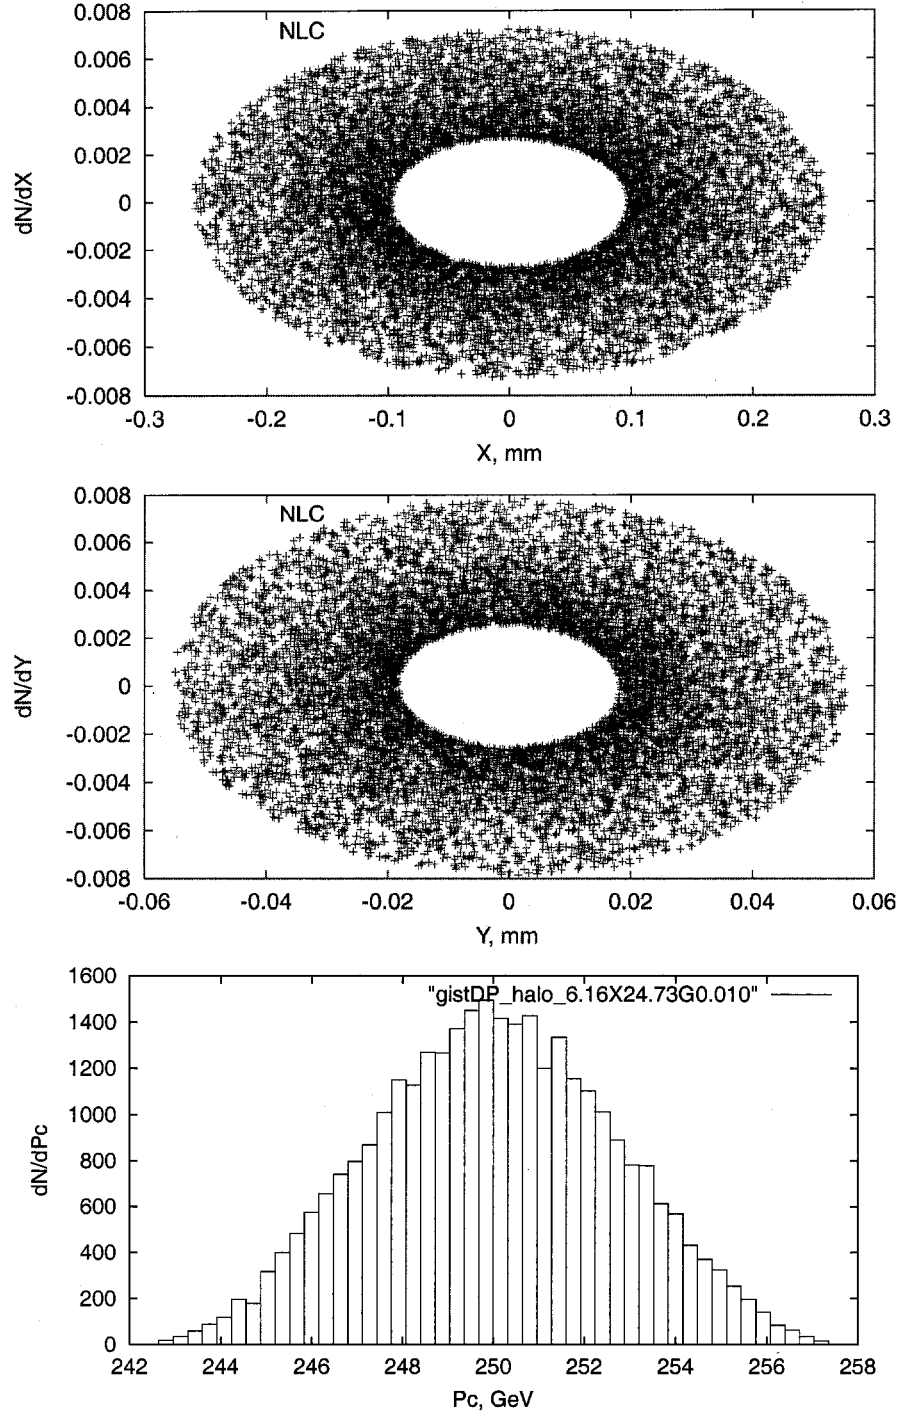 0.008
NLC
0.006
0.004
0.002
0
-0.002
-0.004
-0.006
-0.008
dN/dX
-0.3 -0.2 -0.1 0 0.1 0.2 0.3
X, mm
0.008
NLC
0.006
0.004
0.002
0
-0.002
-0.004
-0.006
-0.008
dN/dY
-0.06 -0.04 -0.02 0 0.02 0.04 0.06
Y, mm
1600
"gistDP_halo_6.16X24.73G0.010"
1400
1200
1000
800
600
400
200
0
dN/dPc
242 244 246 248 250 252 254 256 258
Pc, GeV